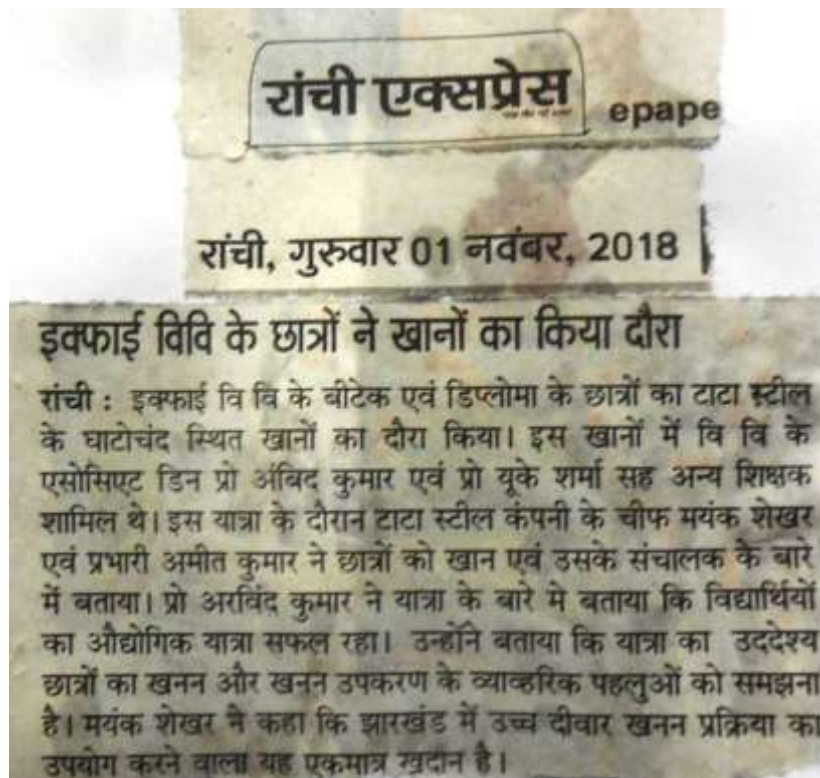 रांची एक्सप्रेस
epape
रांची, गुरुवार 01 नवंबर, 2018
इक्फाई विवि के छात्रों ने खानों का किया दौरा
रांची : इक्फाई वि वि के बीटेक एवं डिप्लोमा के छात्रों का टाटा स्टील
के घाटोचंद स्थित खानों का दौरा किया। इस खानों में वि वि के
एसोसिएट डिन प्रो अंबिद कुमार एवं प्रो यूके शर्मा सह अन्य शिक्षक
शामिल थे। इस यात्रा के दौरान टाटा स्टील कंपनी के चीफ मयंक शेखर
एवं प्रभारी अमीत कुमार ने छात्रों को खान एवं उसके संचालक के बारे
में बताया। प्रो अरविंद कुमार ने यात्रा के बारे मे बताया कि विद्यार्थियों
का औद्योगिक यात्रा सफल रहा। उन्होंने बताया कि यात्रा का उददेश्य
छात्रों का खनन और खनन उपकरण के व्याव्हरिक पहलुओं को समझना
है। मयंक शेखर ने कहा कि झारखंड में उच्च दीवार खनन प्रक्रिया का
उपयोग करने वाला यह एकमात्र खदान है।